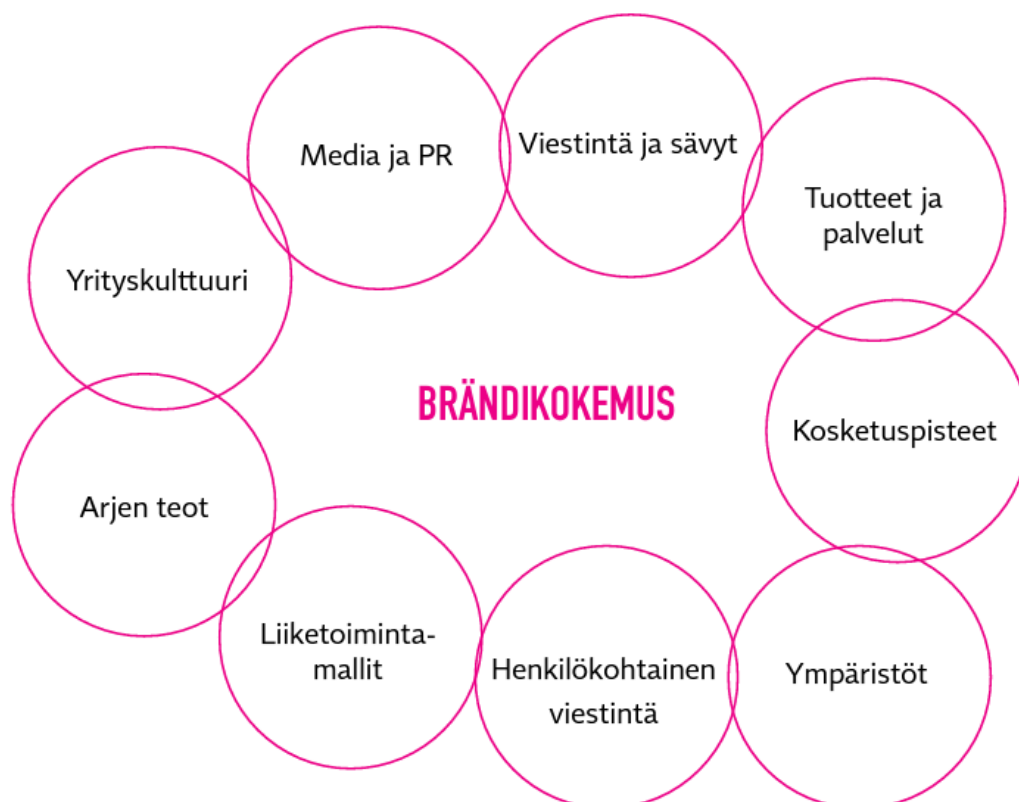 Media ja PR
Viestintä ja sävyt
Tuotteet ja
palvelut
Yrityskulttuuri
BRÄNDIKOKEMUS
Kosketuspisteet
Arjen teot
Liiketoiminta-
mallit
Henkilökohtainen
viestintä
Ympäristöt